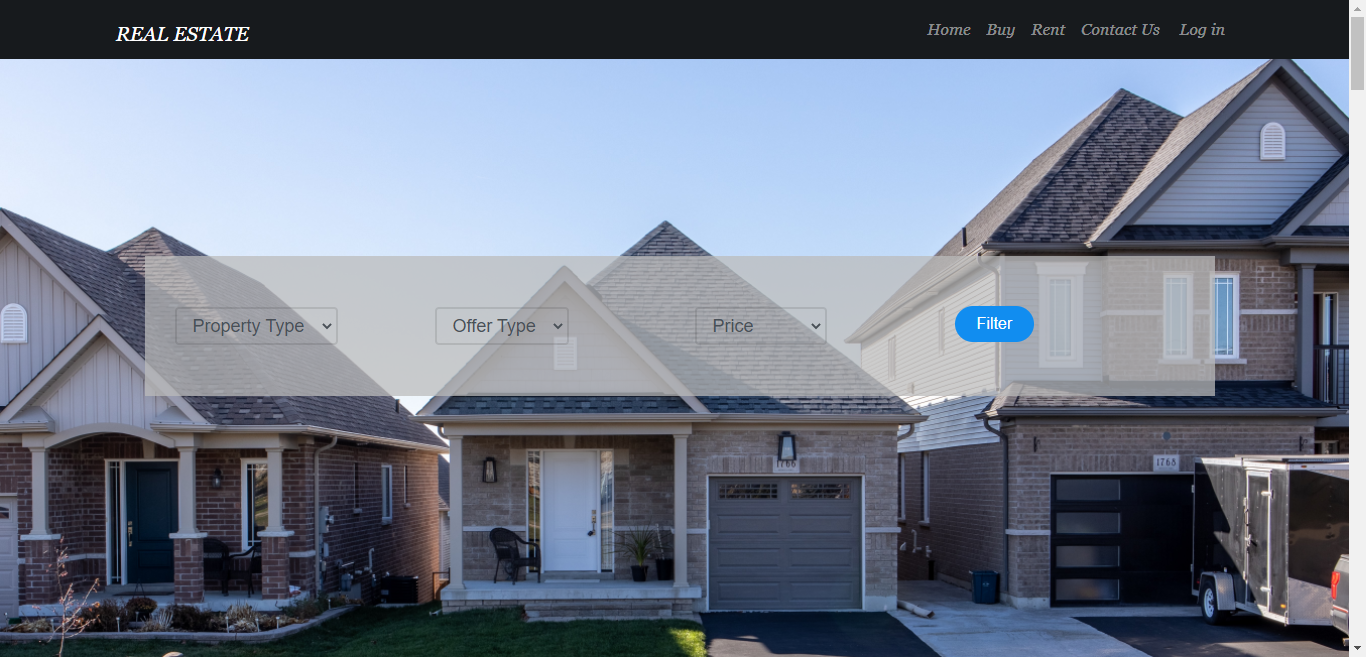 REAL ESTATE
Home Buy Rent Contact Us Log in
Property Type Offer Type Price Filter
1766
1768